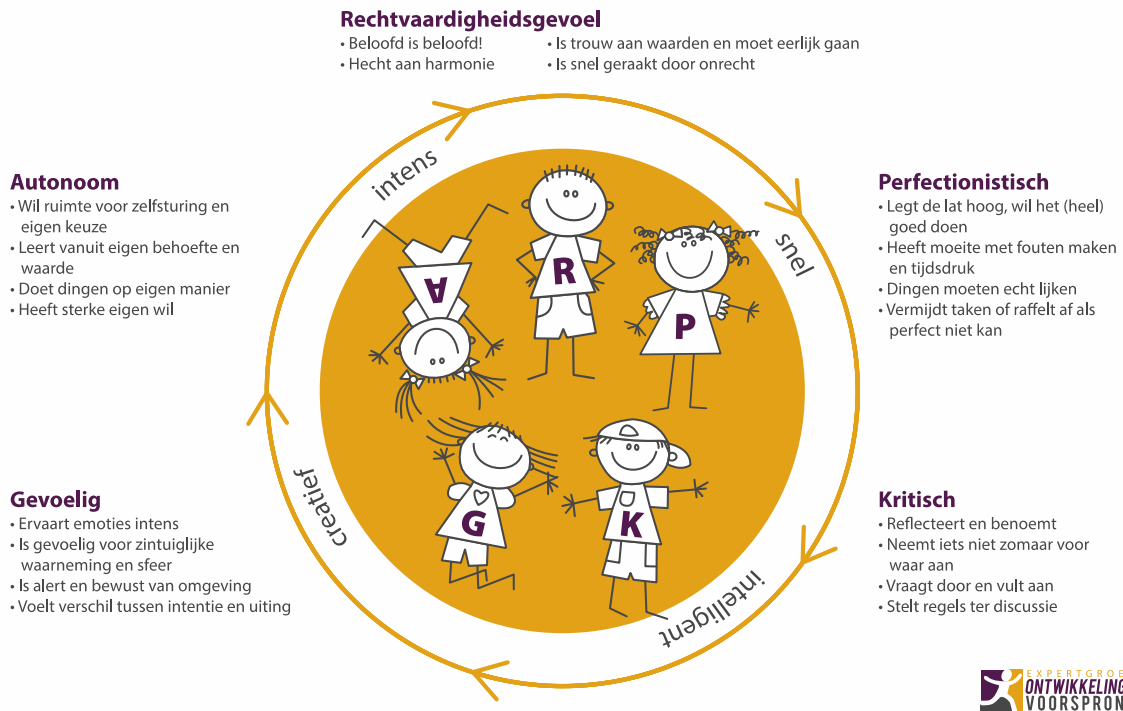 Rechtvaardigheidsgevoel
• Beloofd is beloofd!
• Hecht aan harmonie
• Is trouw aan waarden en moet eerlijk gaan
• Is snel geraakt door onrecht
Autonoom
• Wil ruimte voor zelfsturing en
eigen keuze
• Leert vanuit eigen behoefte en
waarde
• Doet dingen op eigen manier
• Heeft sterke eigen wil
Perfectionistisch
• Legt de lat hoog, wil het (heel)
goed doen
• Heeft moeite met fouten maken
en tijdsdruk
• Dingen moeten echt lijken
• Vermijdt taken of raffelt af als
perfect niet kan
intens
snel
A
R
P
G
K
creatief
intelligent
Gevoelig
• Ervaart emoties intens
• Is gevoelig voor zintuiglijke
waarneming en sfeer
• Is alert en bewust van omgeving
• Voelt verschil tussen intentie en uiting
Kritisch
• Reflecteert en benoemt
• Neemt iets niet zomaar voor
waar aan
• Vraagt door en vult aan
• Stelt regels ter discussie
EXPERTGROE
ONTWIKKELING
VOORSPRON